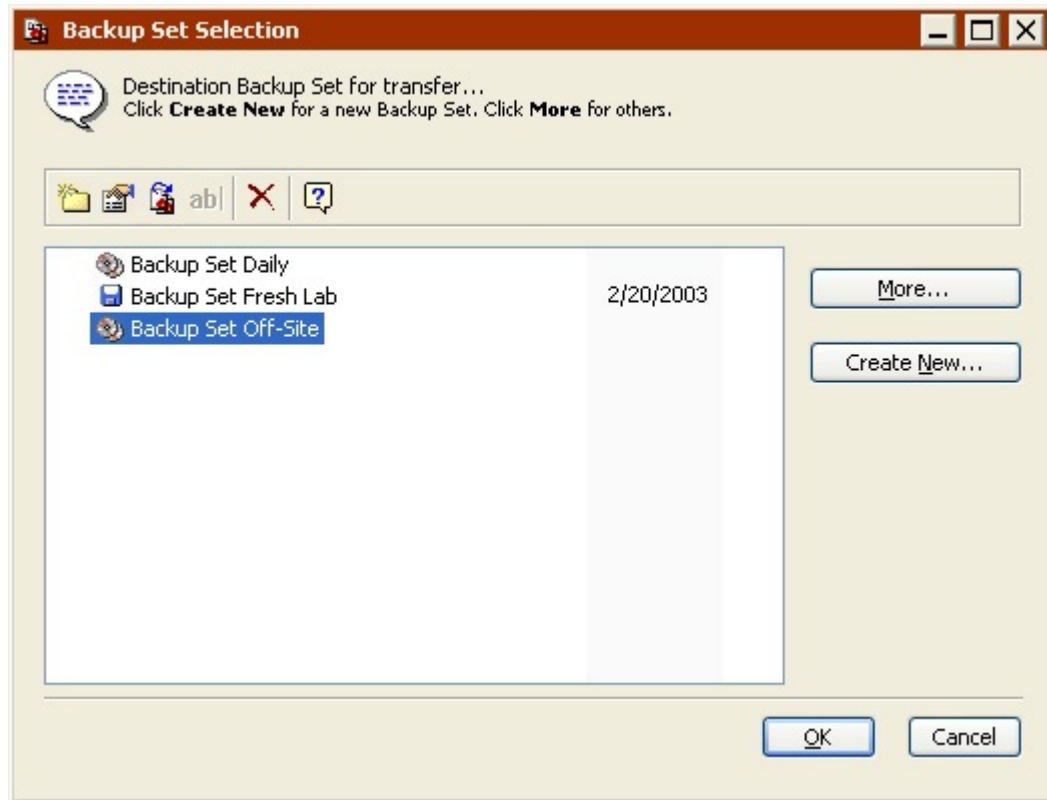 Backup Set Selection
Destination Backup Set for transfer...
Click Create New for a new Backup Set. Click More for others.
ab|
Backup Set Daily
Backup Set Fresh Lab 2/20/2003
Backup Set Off-Site
More...
Create New...
OK Cancel